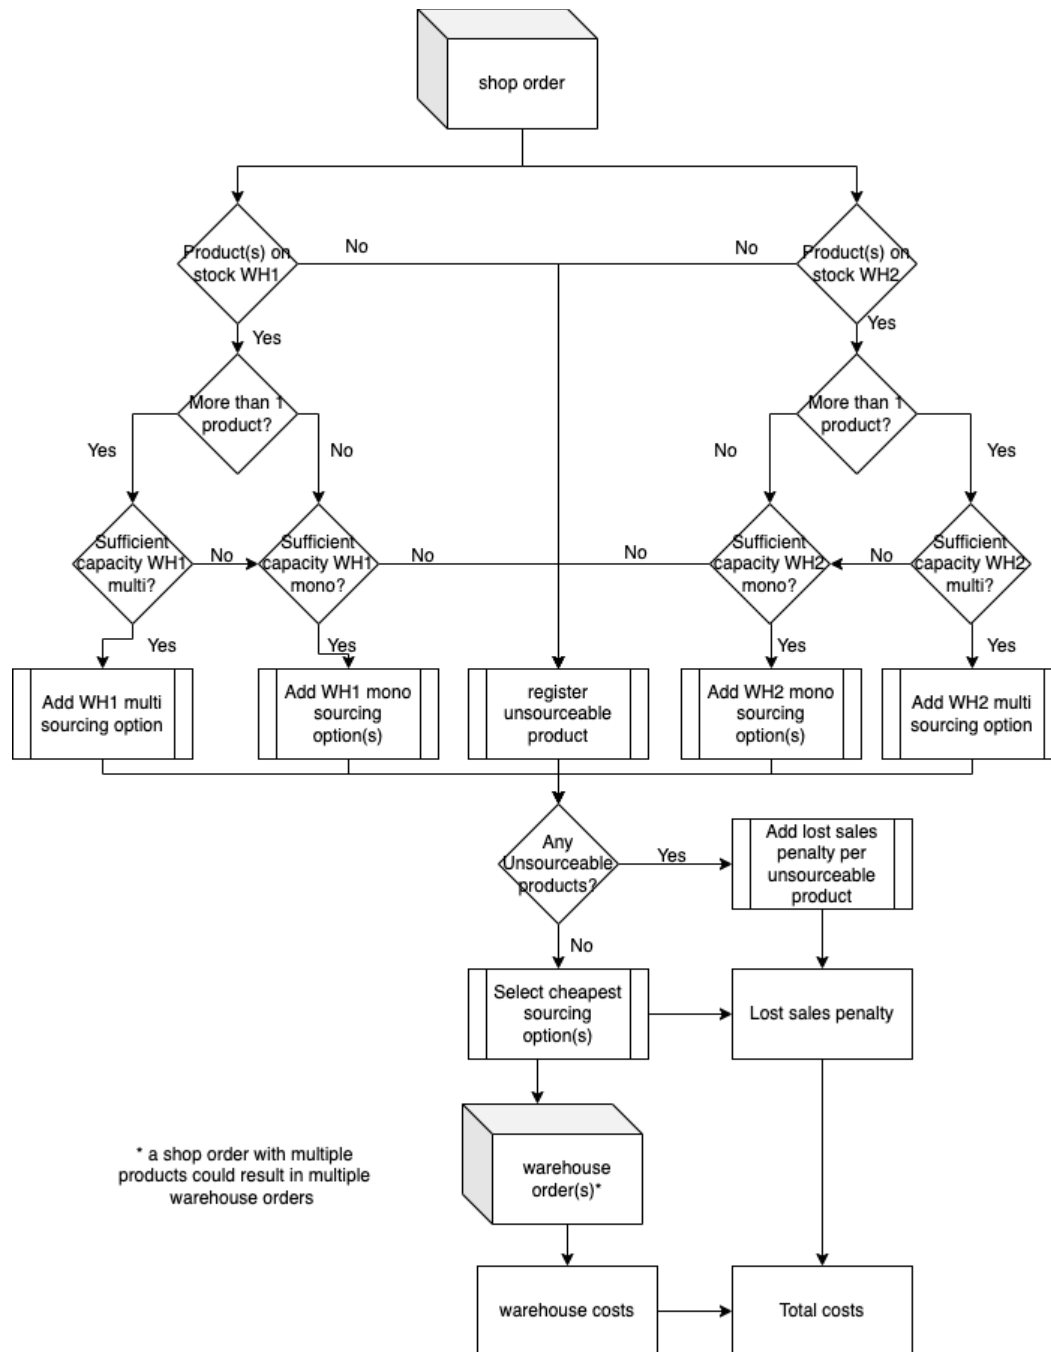 shop order
Product(s) on
stock WH1
No
No
Product(s) on
stock WH2
Yes
Yes
More than 1
product?
More than 1
product?
Yes
No
No
Yes
Sufficient
capacity WH1
multi?
No
Sufficient
capacity WH1
mono?
No
No
Sufficient
capacity WH2
mono?
No
Sufficient
capacity WH2
multi?
Yes
Yes
Yes
Yes
Add WH1 multi
sourcing option
Add WH1 mono
sourcing
option(s)
register
unsourceable
product
Add WH2 mono
sourcing
option(s)
Add WH2 multi
sourcing option
Any
Unsourceable
products?
Yes
Add lost sales
penalty per
unsourceable
product
No
Select cheapest
sourcing
option(s)
Lost sales penalty
* a shop order with multiple
products could result in multiple
warehouse orders
warehouse
order(s)*
warehouse costs
Total costs